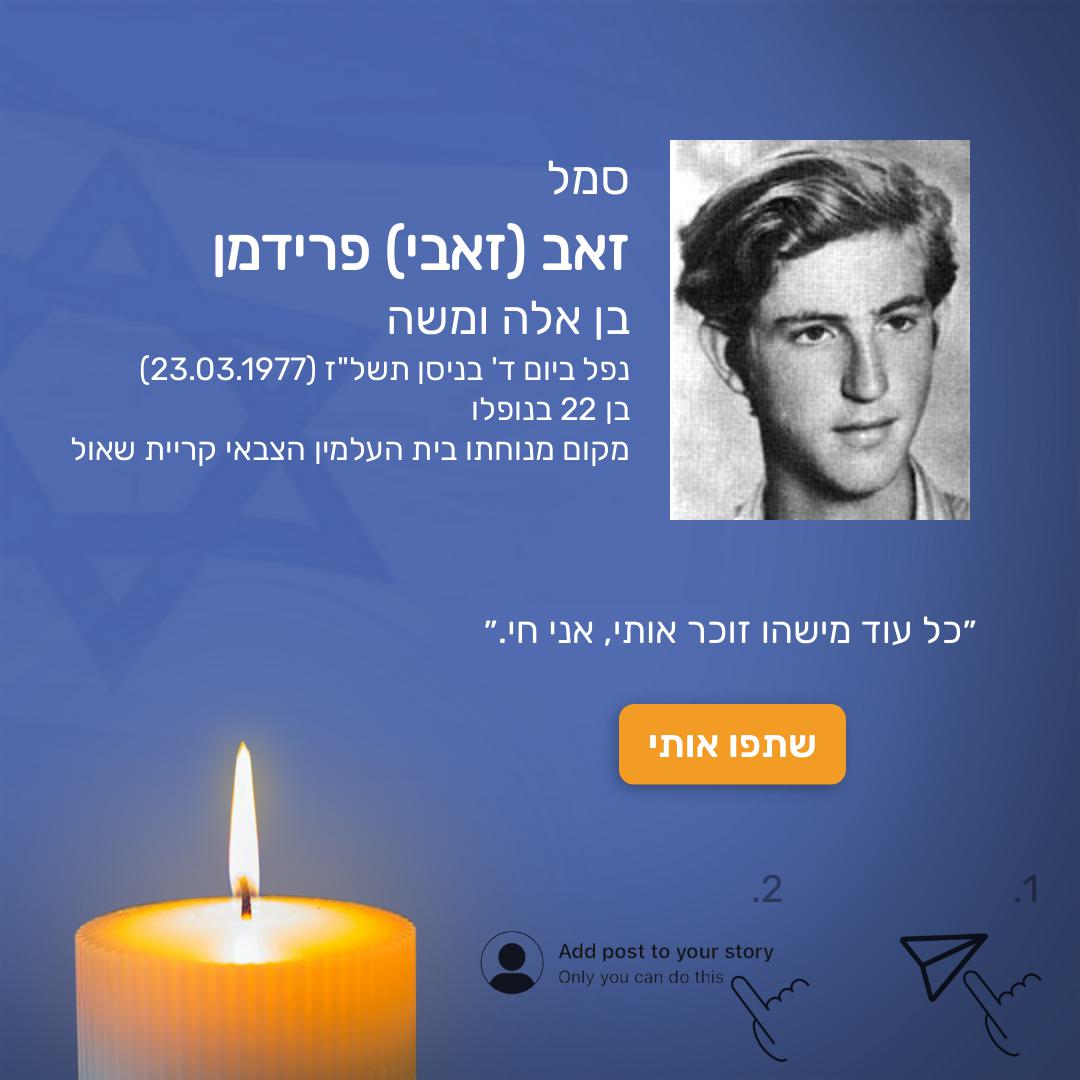 סמל
זאב (זאבי) פרידמן
בן אלה ומשה
נפל ביום ד' בניסן תשל"ז (23.03.1977)
בן 22 בנופלו
מקום מנוחתו בית העלמין הצבאי קריית שאול
״כל עוד מישהו זוכר אותי, אני חי.״
שתפו אותי
.1
.2
Add post to your story
Only you can do this